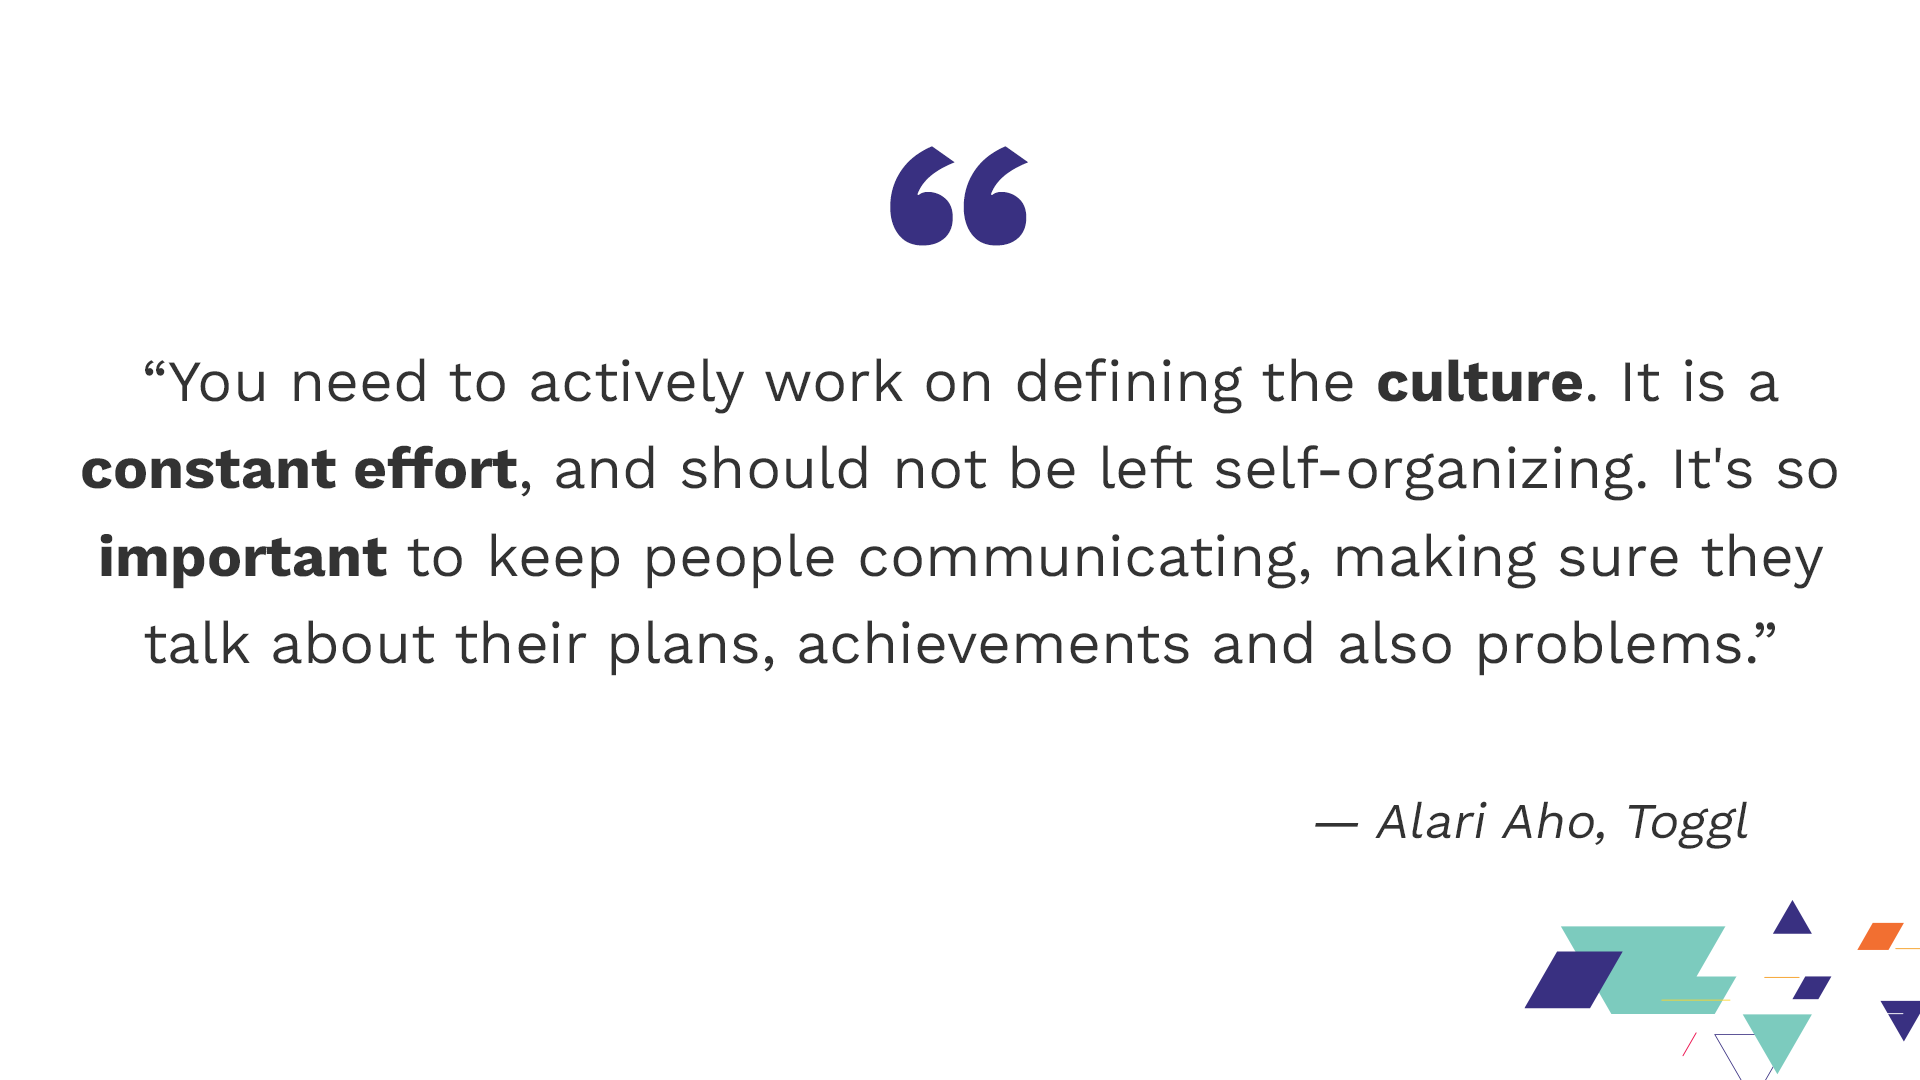 “You need to actively work on defining the culture. It is a
constant effort, and should not be left self-organizing. It's so
important to keep people communicating, making sure they
talk about their plans, achievements and also problems.”
— Alari Aho, Toggl